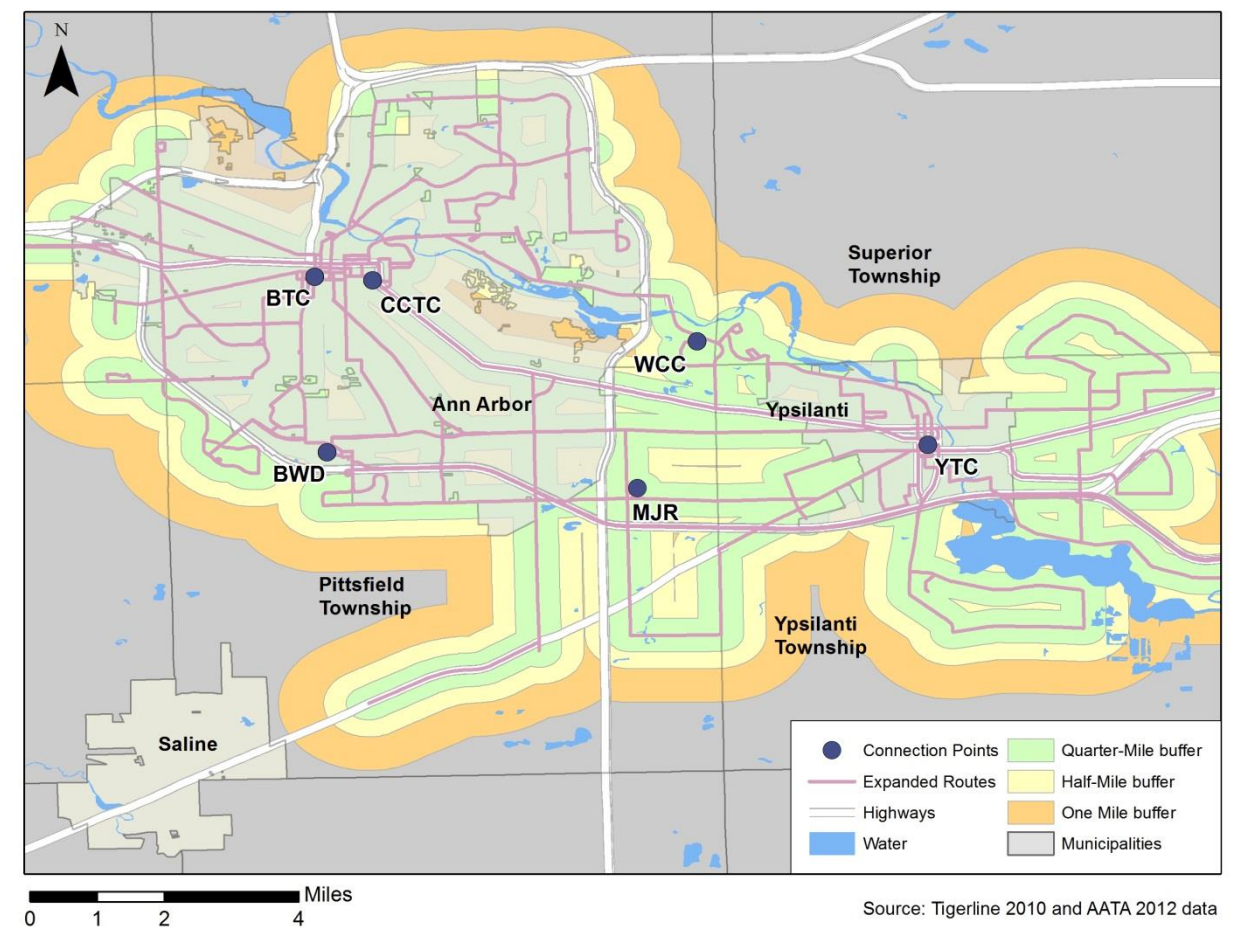 N
Superior
Township
BTC
CCTC
WCC
Ann Arbor
Ypsilanti
BWD
YTC
MJR
Pittsfield
Township
Ypsilanti
Township
Saline
Connection Points
Expanded Routes
Highways
Water
Quarter-Mile buffer
Half-Mile buffer
One Mile buffer
Municipalities
Miles
0 1 2 4
Source: Tigerline 2010 and AATA 2012 data